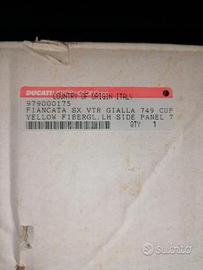 DUCATI
COUNTRY OF ORIGIN ITALY
979000175
FIANCATA SX VTR GIALLA 749 CUP
YELLOW FIBERGL.LH SIDE PANEL 7
QTY 1
subito